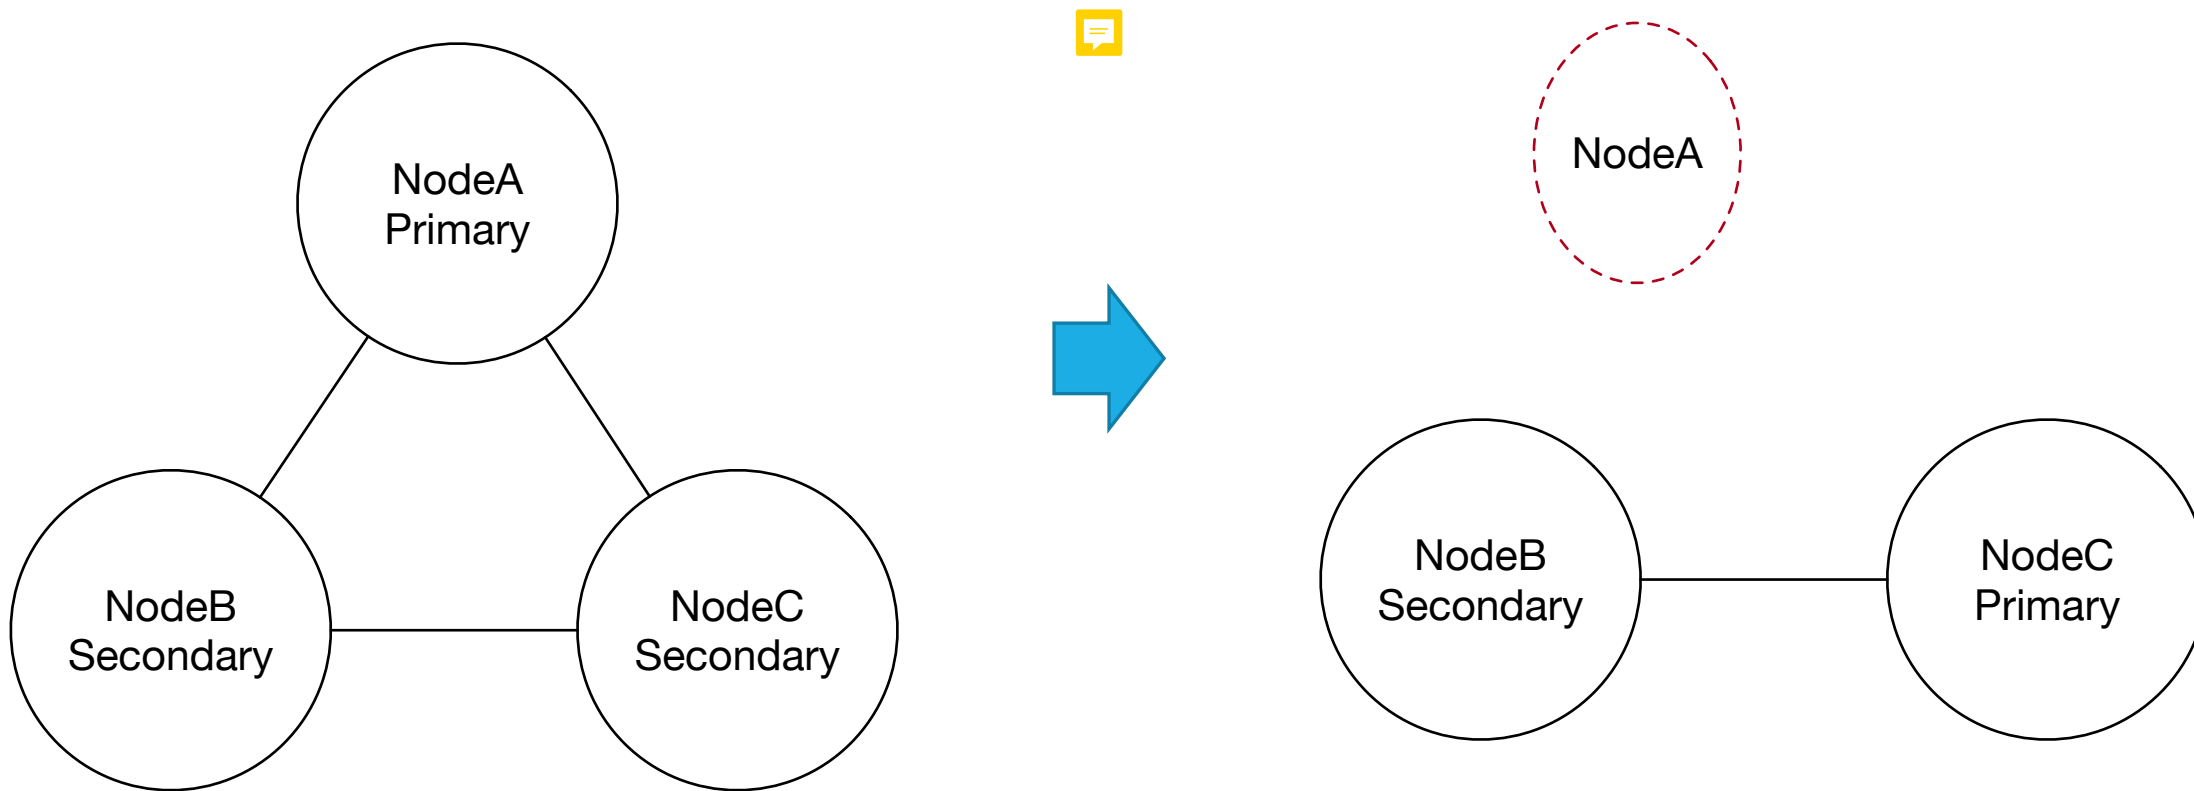 NodeA
Primary
NodeB
Secondary
NodeC
Secondary
NodeA
NodeB
Secondary
NodeC
Primary